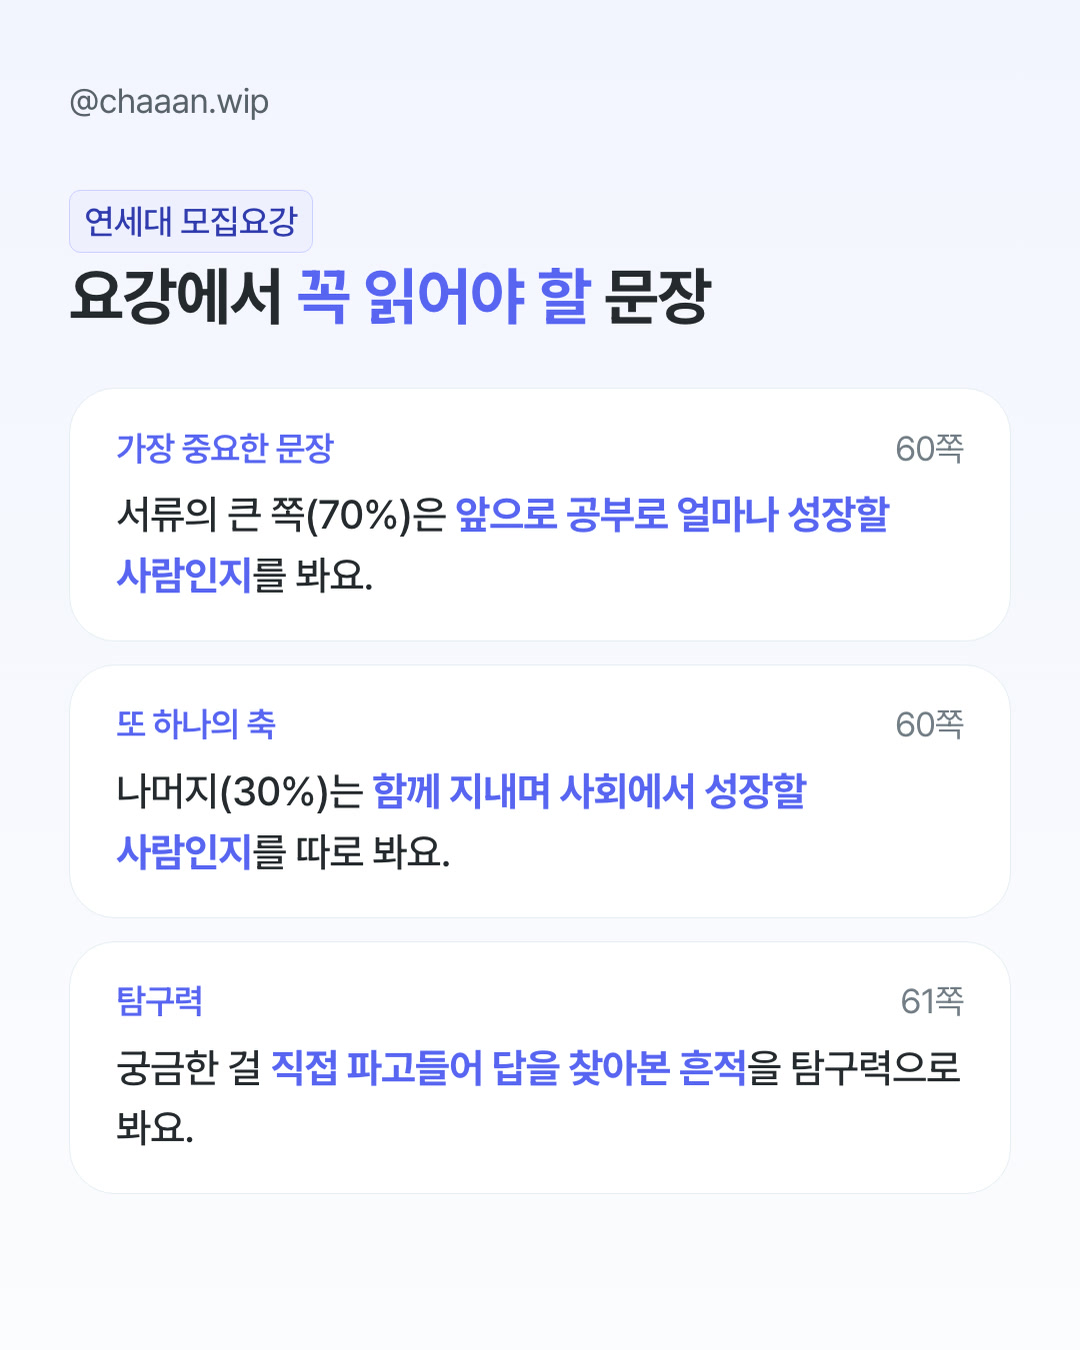 @chaaan.wip
연세대 모집요강
요강에서 꼭 읽어야 할 문장
가장 중요한 문장 60쪽
서류의 큰 쪽(70%)은 앞으로 공부로 얼마나 성장할
사람인지를 봐요.
또 하나의 축 60쪽
나머지(30%)는 함께 지내며 사회에서 성장할
사람인지를 따로 봐요.
탐구력 61쪽
궁금한 걸 직접 파고들어 답을 찾아본 흔적을 탐구력으로
봐요.